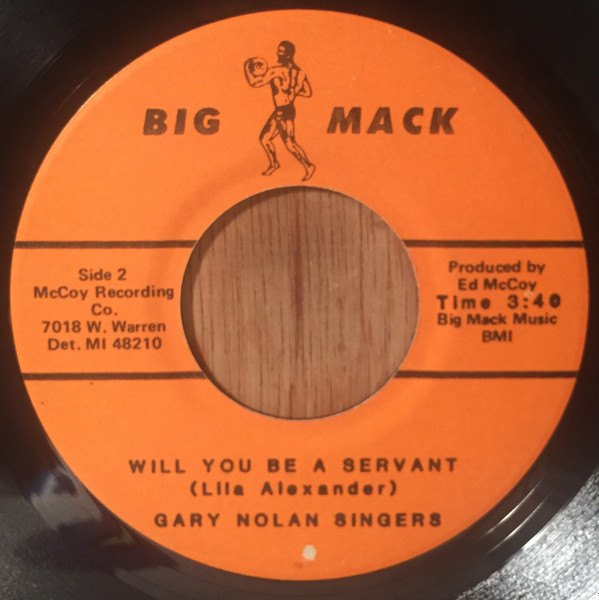 BIG MACK
Side 2
McCoy Recording
Co.
7018 W. Warren
Det. MI 48210
Produced by
Ed McCoy
Time 3:40
Big Mack Music
BMI
WILL YOU BE A SERVANT
(Lila Alexander)
GARY NOLAN SINGERS